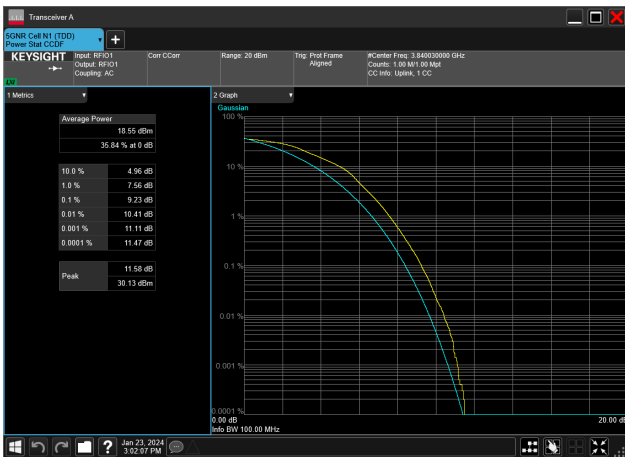 Transceiver A
5GNR Cell N1 (TDD)
Power Stat CCDF
KEYSIGHT
Input: RFIO1
Output: RFIO1
Coupling: AC
Corr CCorr
Range: 20 dBm
Trig: Prot Frame
Aligned
#Center Freq: 3.840030000 GHz
Counts: 1.00 M/1.00 Mpt
CC Info: Uplink, 1 CC
1 Metrics
Average Power
18.55 dBm
35.84 % at 0 dB
10.0 % 4.96 dB
1.0 % 7.56 dB
0.1 % 9.23 dB
0.01 % 10.41 dB
0.001 % 11.11 dB
0.0001 % 11.47 dB
Peak
11.58 dB
30.13 dBm
2 Graph
Gaussian
100 %
10 %
1 %
0.1 %
0.01 %
0.001 %
0.0001 %
0.00 dB
20.00 dB
Info BW 100.00 MHz
?
Jan 23, 2024
3:02:07 PM